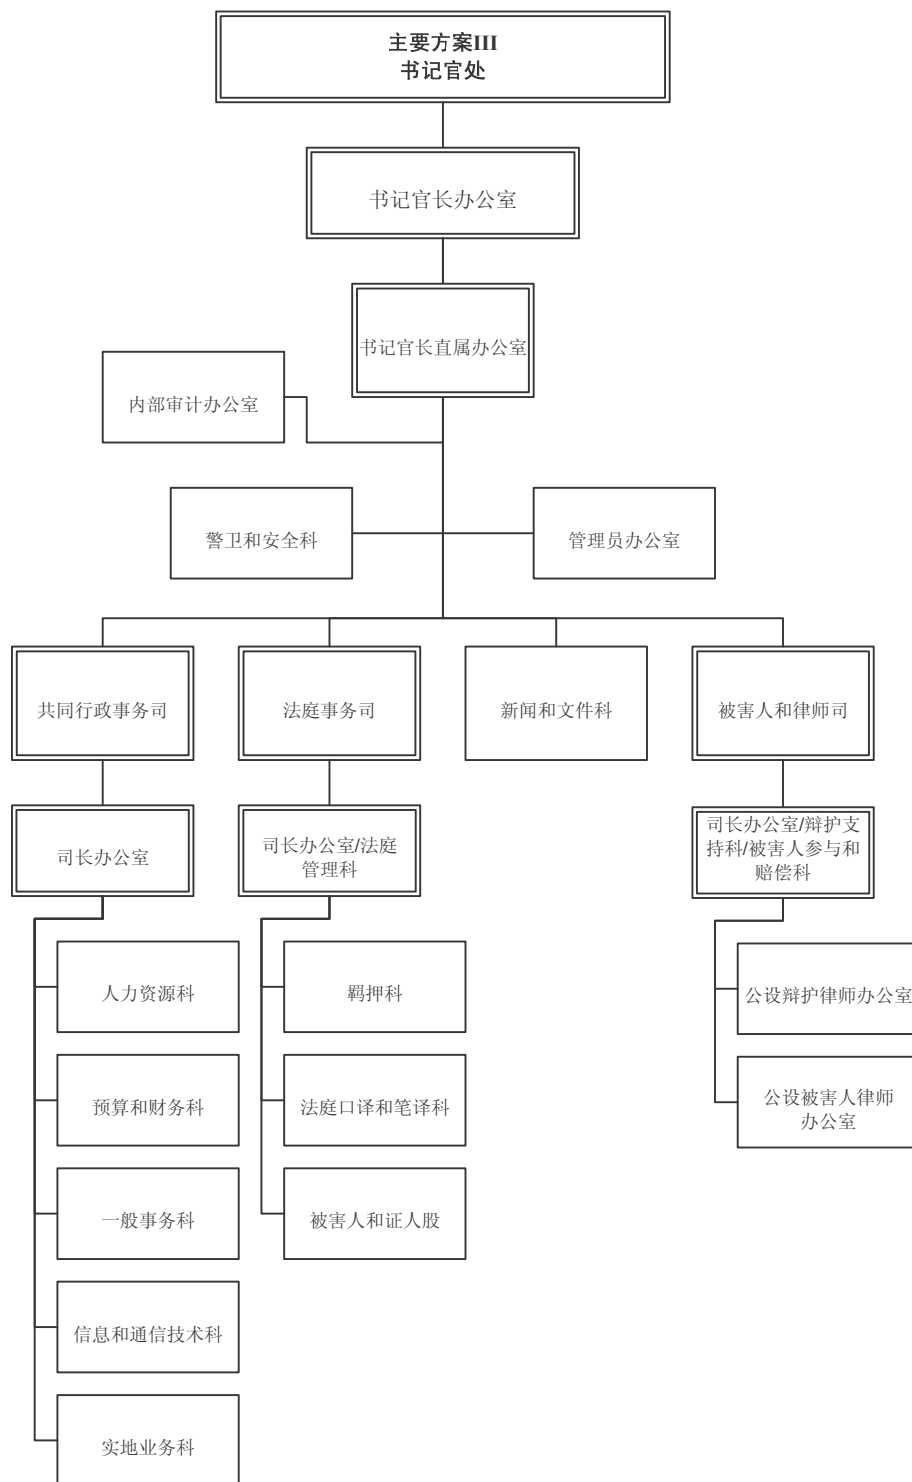 主要方案III
书记官处
书记官长办公室
书记官长直属办公室
内部审计办公室
警卫和安全科
管理员办公室
共同行政事务司
法庭事务司
新闻和文件科
被害人和律师司
司长办公室
司长办公室/法庭
管理科
司长办公室/辩护支
持科/被害人参与和
赔偿科
人力资源科
羁押科
公设辩护律师办公室
预算和财务科
法庭口译和笔译科
公设被害人律师
办公室
一般事务科
被害人和证人股
信息和通信技术科
实地业务科